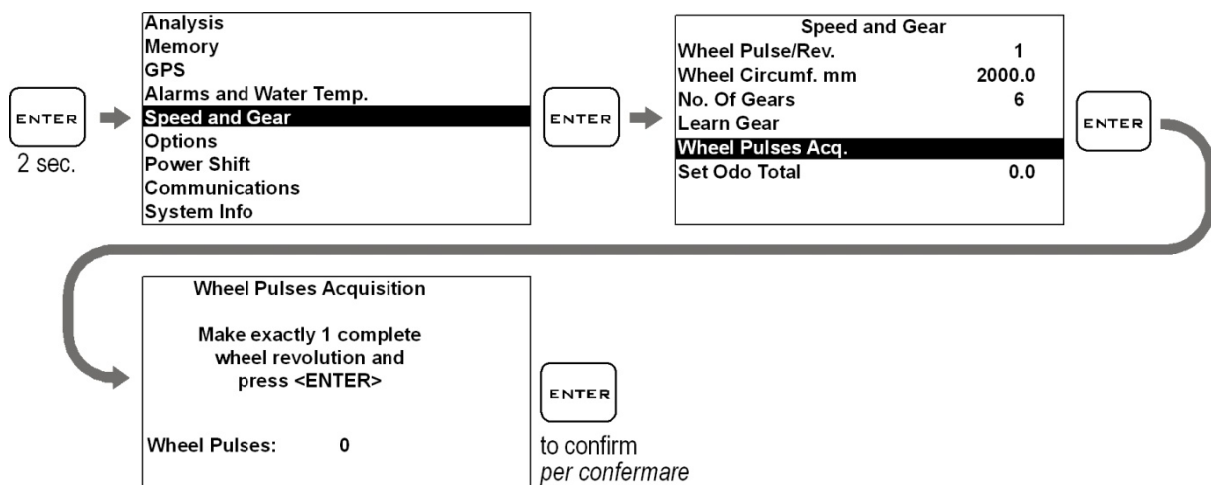 ENTER
2 sec.
Analysis
Memory
GPS
Alarms and Water Temp.
Speed and Gear
Options
Power Shift
Communications
System Info
ENTER
Speed and Gear
Wheel Pulse/Rev. 1
Wheel Circumf. mm 2000.0
No. Of Gears 6
Learn Gear
Wheel Pulses Acq.
Set Odo Total 0.0
ENTER
Wheel Pulses Acquisition
Make exactly 1 complete
wheel revolution and
press <ENTER>
Wheel Pulses: 0
ENTER
to confirm
per confermare